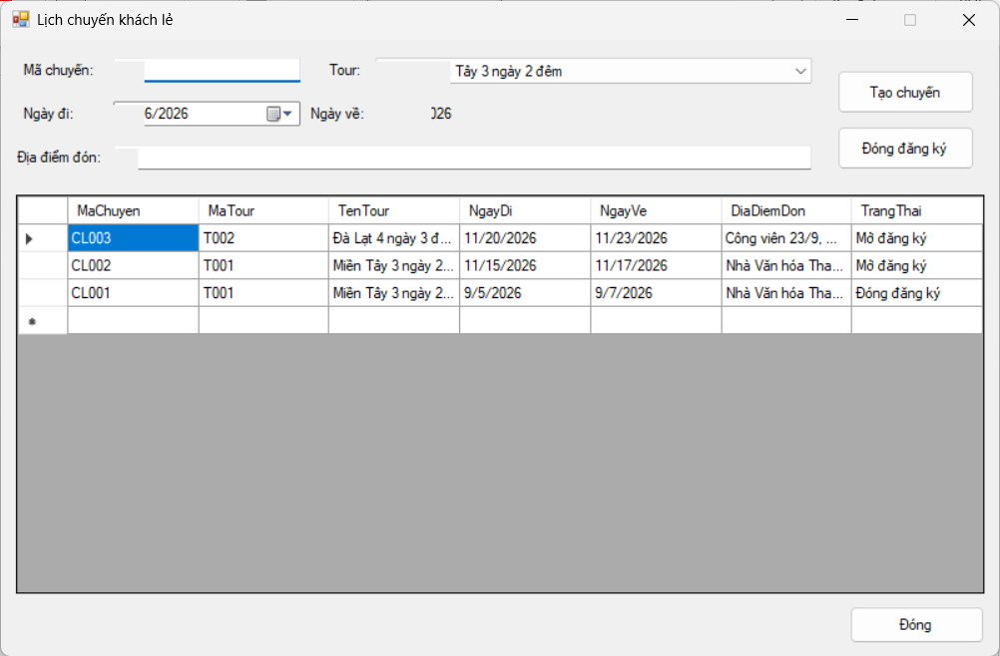 Lịch chuyến khách lẻ
Mã chuyến: Tour: Tây 3 ngày 2 đêm
Tạo chuyến
Ngày đi: 6/2026 Ngày về: 026
Đóng đăng ký
Địa điểm đón:
MaChuyen MaTour TenTour NgayDi NgayVe DiaDiemDon TrangThai
CL003 T002 Đà Lạt 4 ngày 3 đ... 11/20/2026 11/23/2026 Công viên 23/9, ... Mở đăng ký
CL002 T001 Miền Tây 3 ngày 2... 11/15/2026 11/17/2026 Nhà Văn hóa Tha... Mở đăng ký
CL001 T001 Miền Tây 3 ngày 2... 9/5/2026 9/7/2026 Nhà Văn hóa Tha... Đóng đăng ký
Đóng